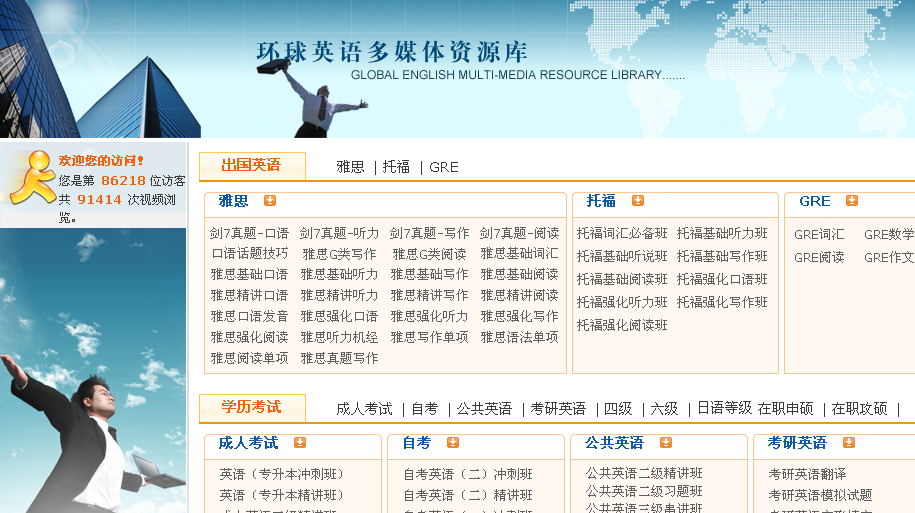 环球英语多媒体资源库
GLOBAL ENGLISH MULTI-MEDIA RESOURCE LIBRARY.......
欢迎您的访问！
您是第 86218 位访客
共 91414 次视频浏
览。
出国英语 雅思 | 托福 | GRE
雅思 托福 GRE
剑7真题-口语 剑7真题-听力 剑7真题-写作 剑7真题-阅读
口语话题技巧 雅思G类写作 雅思G类阅读 雅思基础词汇
雅思基础口语 雅思基础听力 雅思基础写作 雅思基础阅读
雅思精讲口语 雅思精讲听力 雅思精讲写作 雅思精讲阅读
雅思口语发音 雅思强化口语 雅思强化听力 雅思强化写作
雅思强化阅读 雅思听力机经 雅思写作单项 雅思语法单项
雅思阅读单项 雅思真题写作
托福词汇必备班 托福基础听力班
托福基础听说班 托福基础写作班
托福基础阅读班 托福强化口语班
托福强化听力班 托福强化写作班
托福强化阅读班
GRE词汇 GRE数学
GRE阅读 GRE作文
学历考试 成人考试 | 自考 | 公共英语 | 考研英语 | 四级 | 六级 | 日语等级 在职申硕 | 在职攻硕 |
成人考试 自考 公共英语 考研英语
英语（专升本冲刺班）
英语（专升本精讲班）
自考英语（二）冲刺班
自考英语（二）精讲班
公共英语二级精讲班
公共英语二级习题班
公共英语三级串讲班
考研英语翻译
考研英语模拟试题